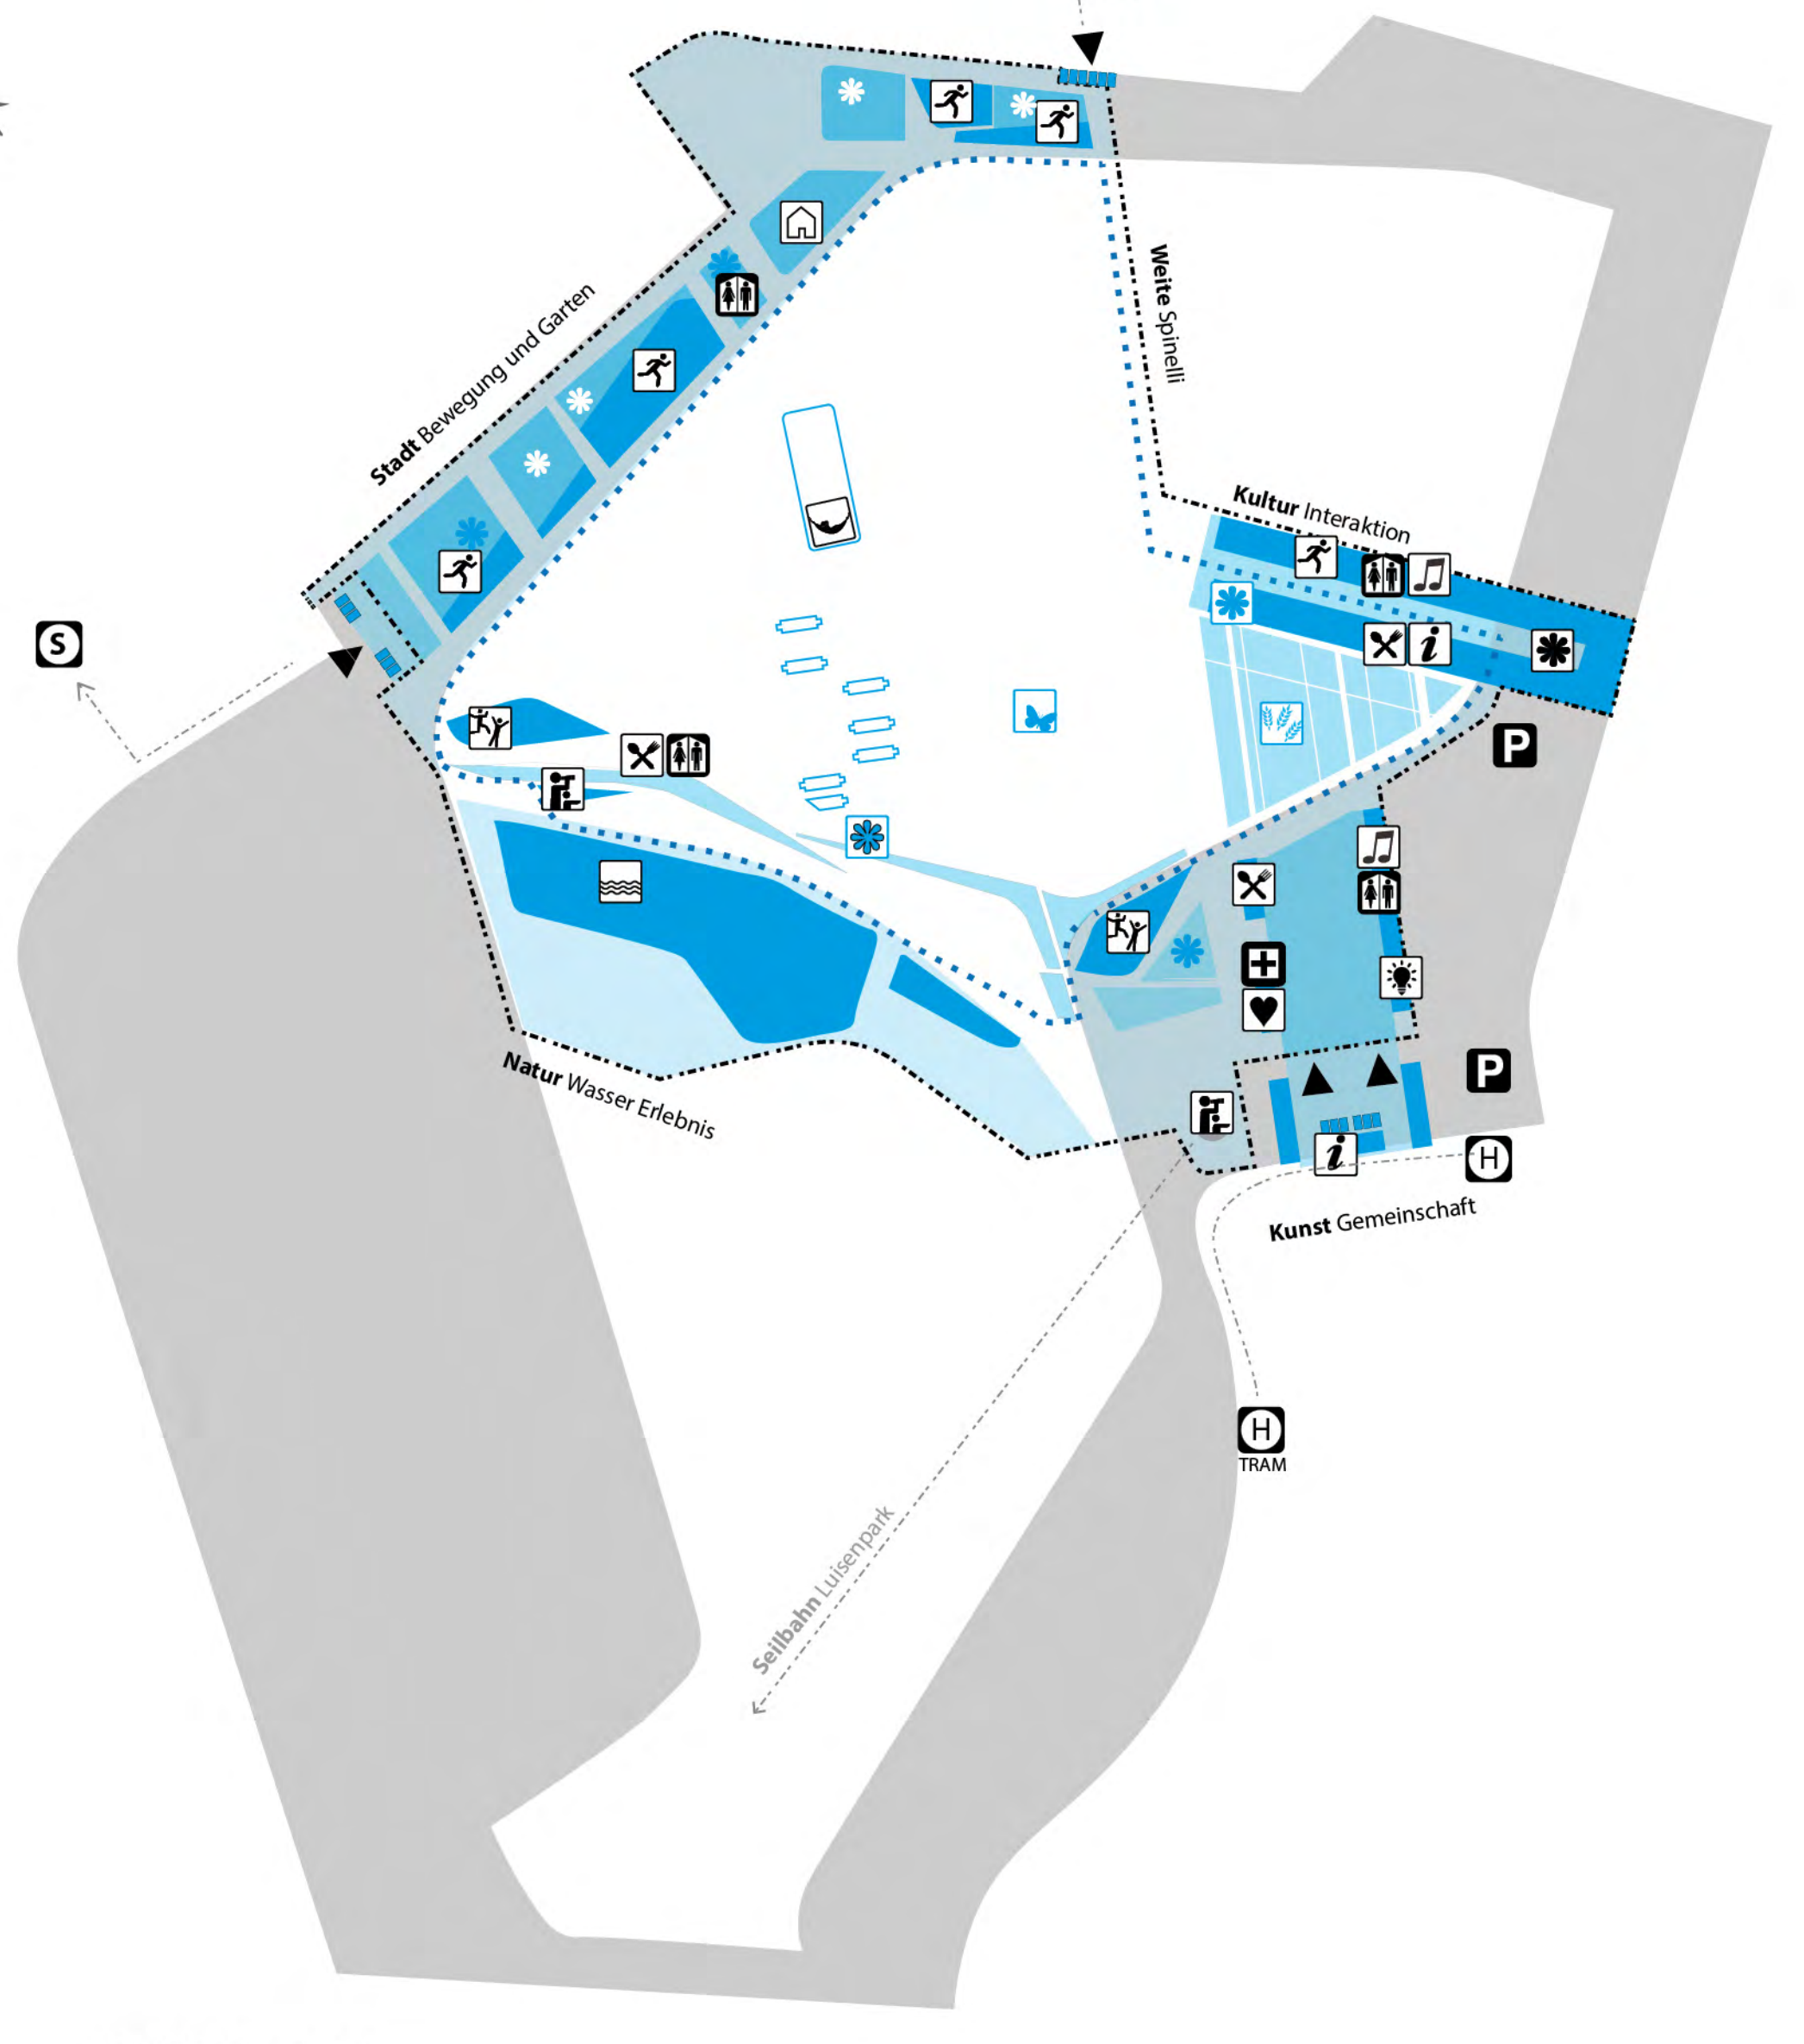 Weite Spinelli
Stadt Bewegung und Garten
Kultur Interaktion
i
S
P
Natur Wasser Erlebnis
P
i
H
Kunst Gemeinschaft
H
TRAM
Seilbahn Luisenpark